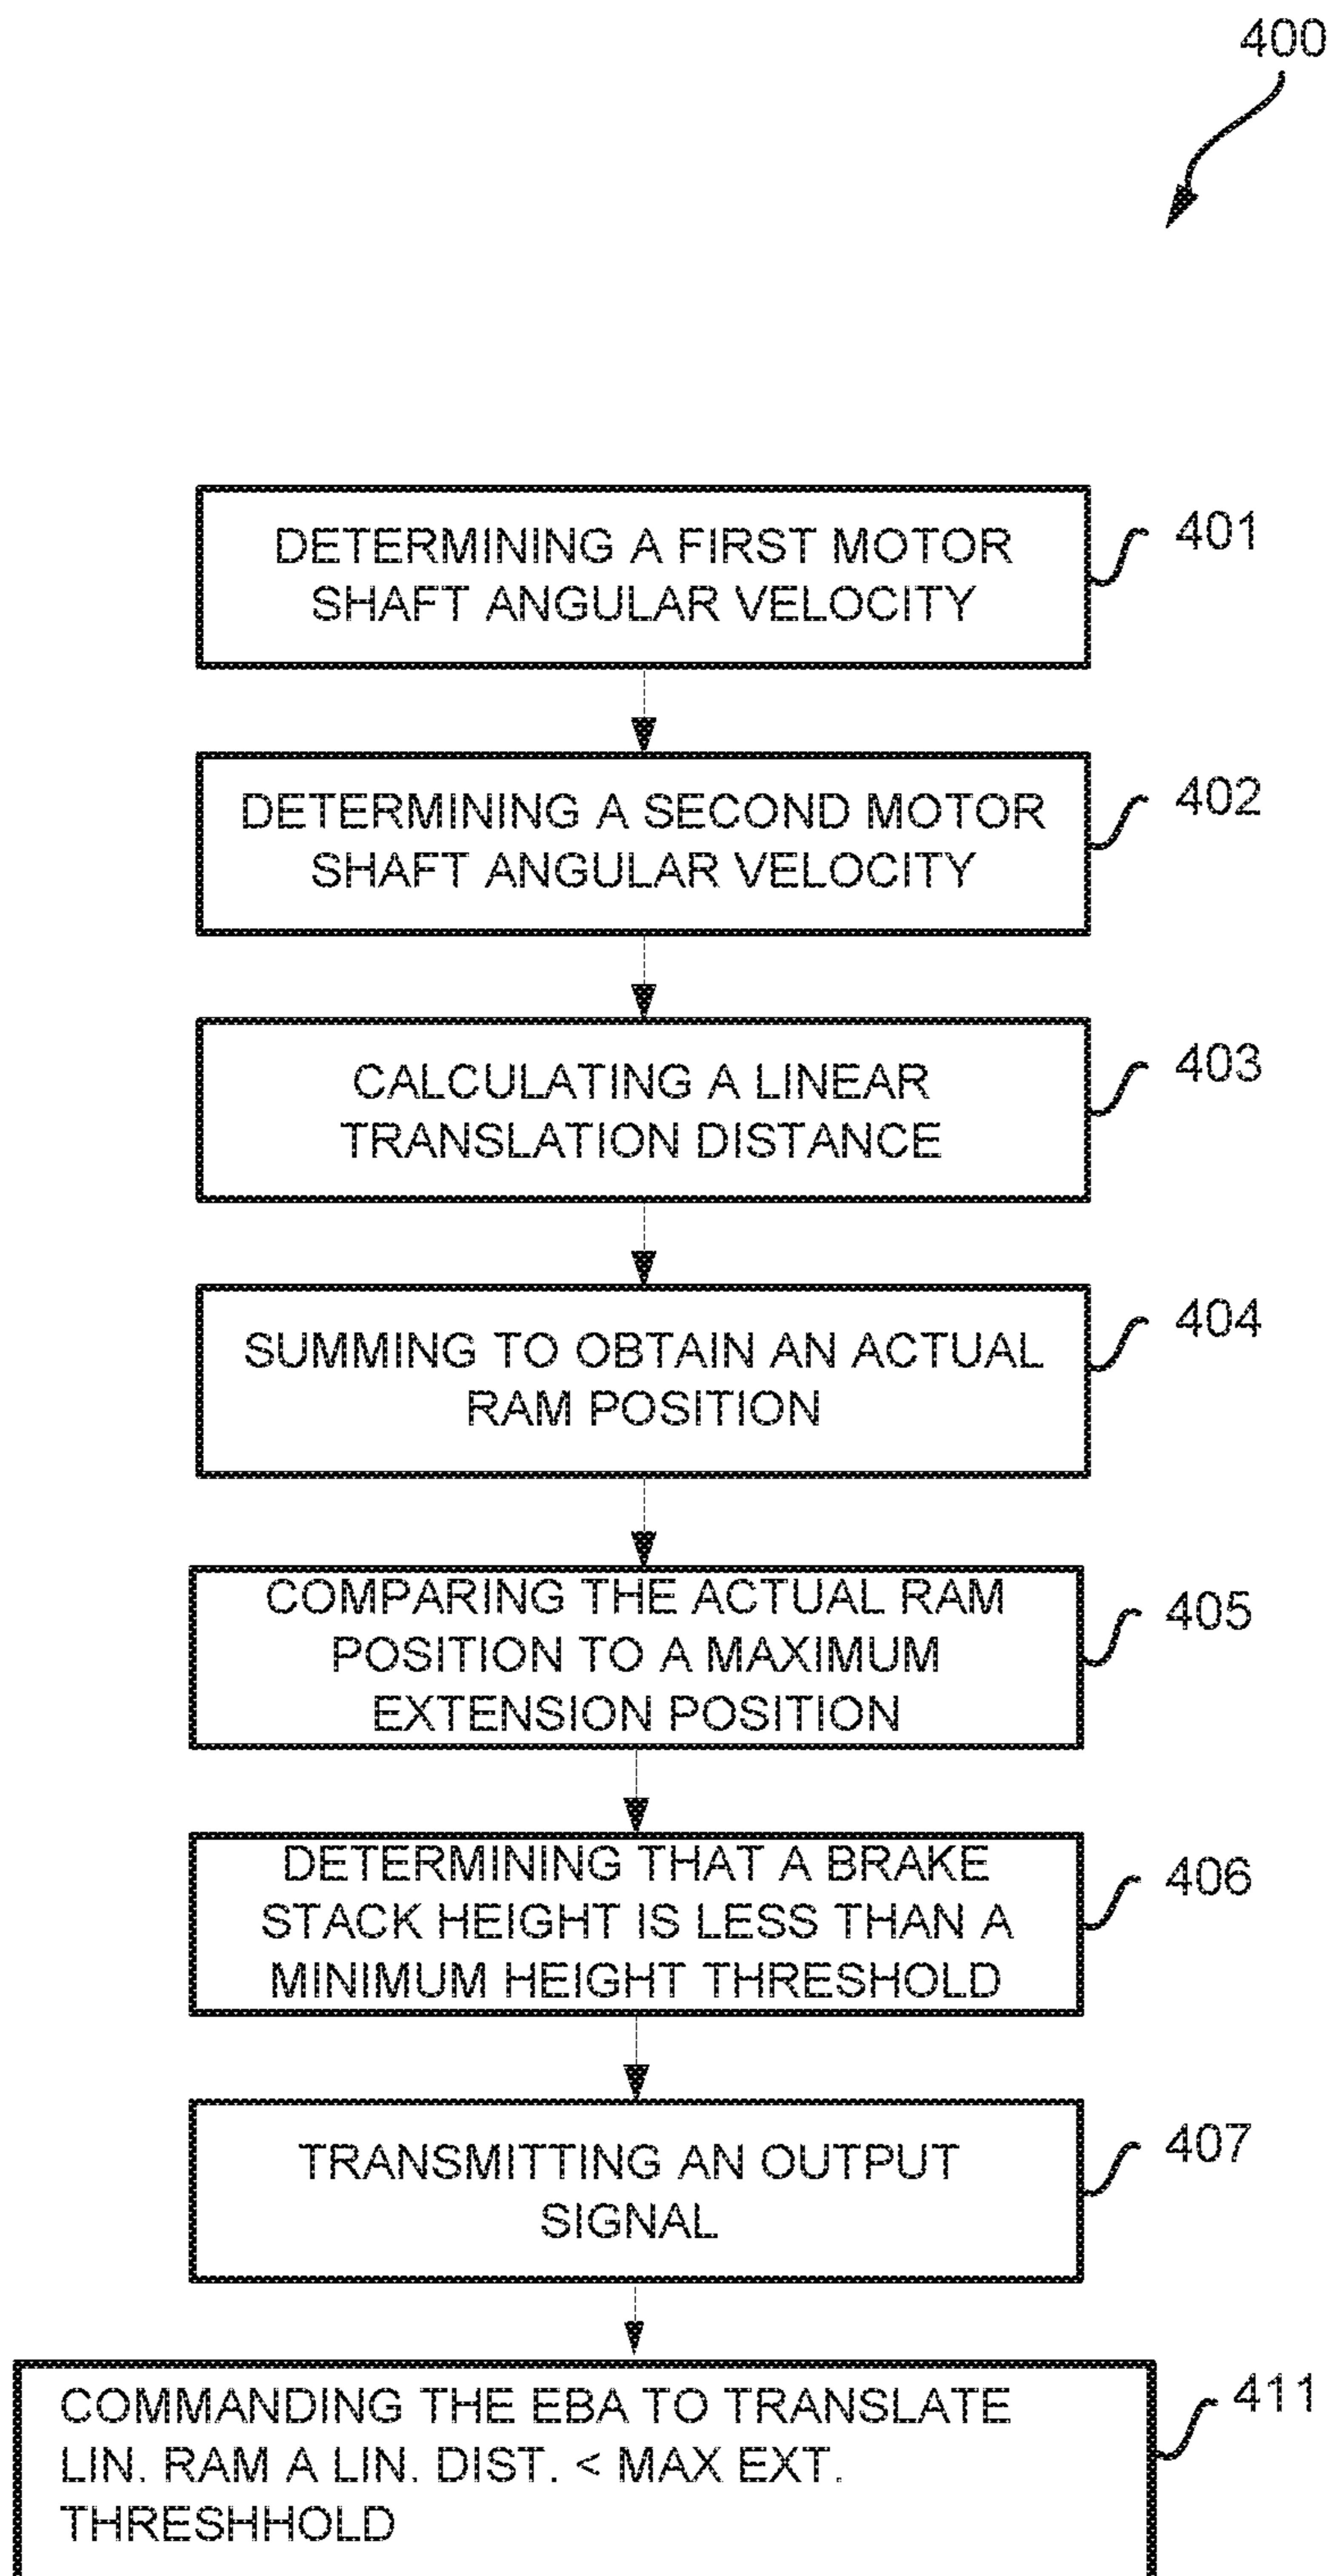 400
DETERMINING A FIRST MOTOR
SHAFT ANGULAR VELOCITY
401
DETERMINING A SECOND MOTOR
SHAFT ANGULAR VELOCITY
402
CALCULATING A LINEAR
TRANSLATION DISTANCE
403
SUMMING TO OBTAIN AN ACTUAL
RAM POSITION
404
COMPARING THE ACTUAL RAM
POSITION TO A MAXIMUM
EXTENSION POSITION
405
DETERMINING THAT A BRAKE
STACK HEIGHT IS LESS THAN A
MINIMUM HEIGHT THRESHOLD
406
TRANSMITTING AN OUTPUT
SIGNAL
407
COMMANDING THE EBA TO TRANSLATE
LIN. RAM A LIN. DIST. < MAX EXT.
THRESHHOLD
411